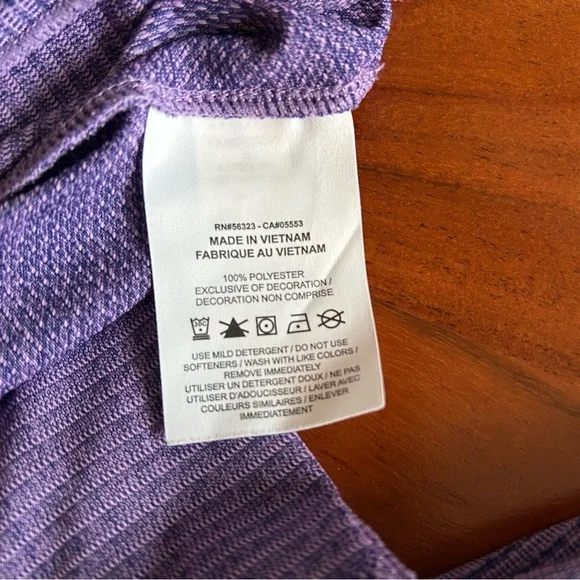 RN#56323 - CA#05553
MADE IN VIETNAM
FABRIQUE AU VIETNAM
100% POLYESTER
EXCLUSIVE OF DECORATION /
DECORATION NON COMPRISE
USE MILD DETERGENT / DO NOT USE
SOFTENERS / WASH WITH LIKE COLORS /
REMOVE IMMEDIATELY
UTILISER UN DETERGENT DOUX / NE PAS
UTILISER D'ADOUCISSEUR / LAVER AVEC
COULEURS SIMILAIRES / ENLEVER
IMMEDIATEMENT